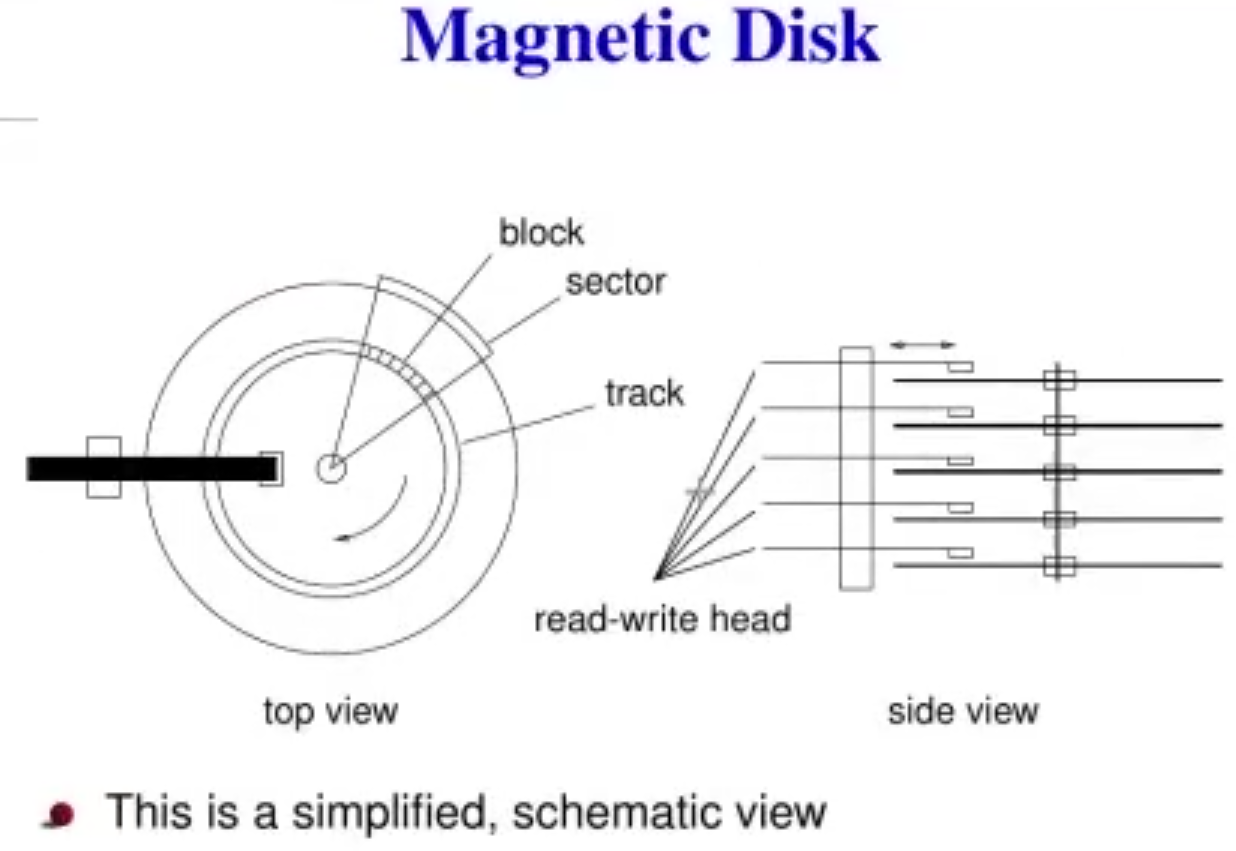 Magnetic Disk
block
sector
track
read-write head
top view
side view
This is a simplified, schematic view